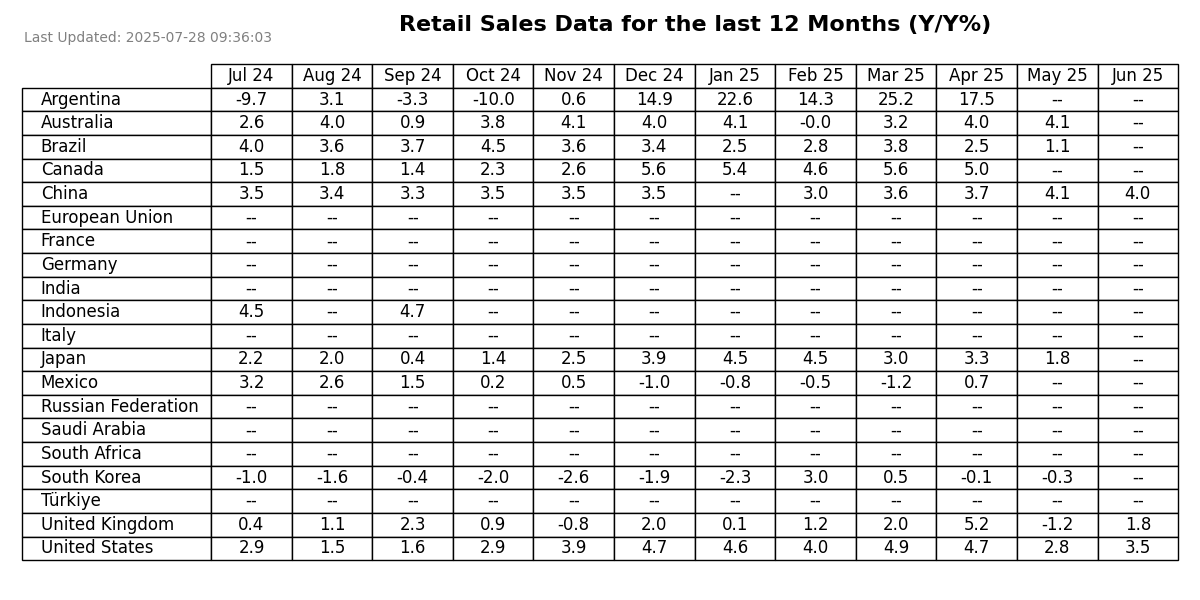 Retail Sales Data for the last 12 Months (Y/Y%)
Last Updated: 2025-07-28 09:36:03
Jul 24 Aug 24 Sep 24 Oct 24 Nov 24 Dec 24 Jan 25 Feb 25 Mar 25 Apr 25 May 25 Jun 25
Argentina -9.7 3.1 -3.3 -10.0 0.6 14.9 22.6 14.3 25.2 17.5 -- --
Australia 2.6 4.0 0.9 3.8 4.1 4.0 4.1 -0.0 3.2 4.0 4.1 --
Brazil 4.0 3.6 3.7 4.5 3.6 3.4 2.5 2.8 3.8 2.5 1.1 --
Canada 1.5 1.8 1.4 2.3 2.6 5.6 5.4 4.6 5.6 5.0 -- --
China 3.5 3.4 3.3 3.5 3.5 3.5 -- 3.0 3.6 3.7 4.1 4.0
European Union -- -- -- -- -- -- -- -- -- -- -- --
France -- -- -- -- -- -- -- -- -- -- -- --
Germany -- -- -- -- -- -- -- -- -- -- -- --
India -- -- -- -- -- -- -- -- -- -- -- --
Indonesia 4.5 -- 4.7 -- -- -- -- -- -- -- -- --
Italy -- -- -- -- -- -- -- -- -- -- -- --
Japan 2.2 2.0 0.4 1.4 2.5 3.9 4.5 4.5 3.0 3.3 1.8 --
Mexico 3.2 2.6 1.5 0.2 0.5 -1.0 -0.8 -0.5 -1.2 0.7 -- --
Russian Federation -- -- -- -- -- -- -- -- -- -- -- --
Saudi Arabia -- -- -- -- -- -- -- -- -- -- -- --
South Africa -- -- -- -- -- -- -- -- -- -- -- --
South Korea -1.0 -1.6 -0.4 -2.0 -2.6 -1.9 -2.3 3.0 0.5 -0.1 -0.3 --
Türkiye -- -- -- -- -- -- -- -- -- -- -- --
United Kingdom 0.4 1.1 2.3 0.9 -0.8 2.0 0.1 1.2 2.0 5.2 -1.2 1.8
United States 2.9 1.5 1.6 2.9 3.9 4.7 4.6 4.0 4.9 4.7 2.8 3.5